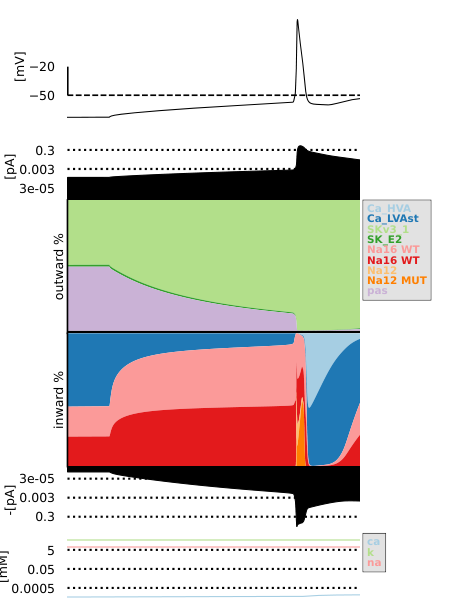 [mV]
−20
−50
[pA]
0.3
0.003
3e-05
outward %
Ca_HVA
Ca_LVAst
SKv3_1
SK_E2
Na16 WT
Na16 WT
Na12
Na12 MUT
pas
inward %
-[pA]
3e-05
0.003
0.3
[mM]
5
0.05
0.0005
ca
k
na